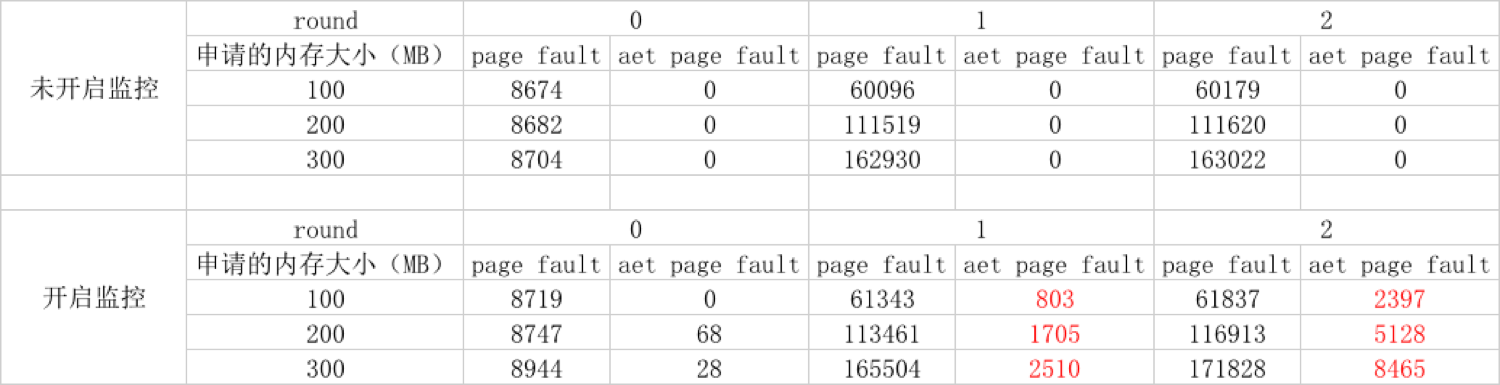 round 0 1 2
申请的内存大小（MB） page fault aet page fault page fault aet page fault page fault aet page fault
未开启监控
100 8674 0 60096 0 60179 0
200 8682 0 111519 0 111620 0
300 8704 0 162930 0 163022 0
round 0 1 2
申请的内存大小（MB） page fault aet page fault page fault aet page fault page fault aet page fault
开启监控
100 8719 0 61343 803 61837 2397
200 8747 68 113461 1705 116913 5128
300 8944 28 165504 2510 171828 8465